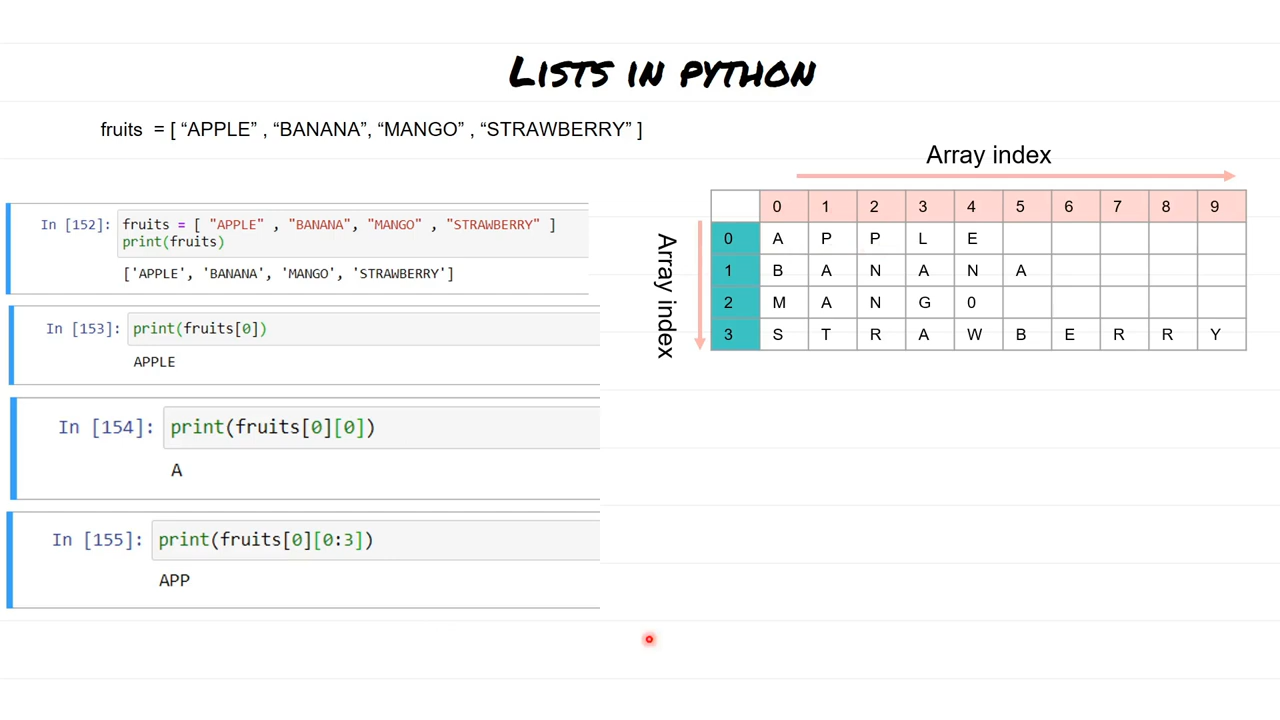 LISTS IN PYTHON
fruits = [ “APPLE” , “BANANA”, “MANGO” , “STRAWBERRY” ]
In [152]: fruits = [ "APPLE" , "BANANA", "MANGO" , "STRAWBERRY" ]
print(fruits)
['APPLE', 'BANANA', 'MANGO', 'STRAWBERRY']
In [153]: print(fruits[0])
APPLE
In [154]: print(fruits[0][0])
A
In [155]: print(fruits[0][0:3])
APP
Array index
Array index
0 1 2 3 4 5 6 7 8 9
0 A P P L E
1 B A N A N A
2 M A N G 0
3 S T R A W B E R R Y